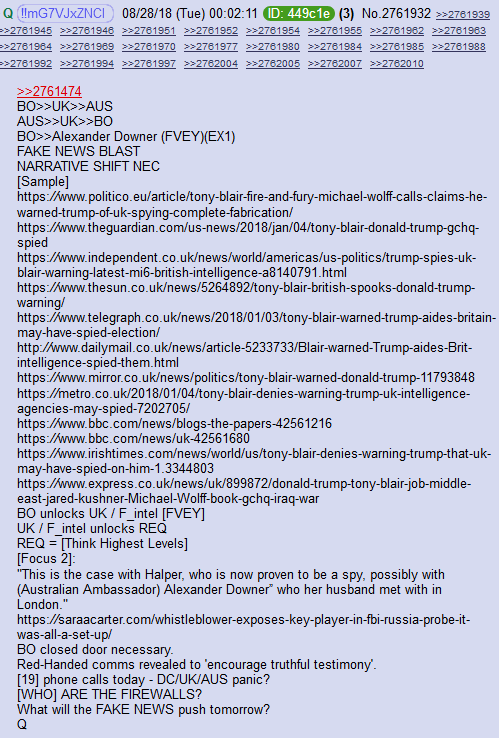 Q !!mG7VJxZNCI 08/28/18 (Tue) 00:02:11 ID: 449c1e (3) No.2761932 >>2761939
>>2761945 >>2761946 >>2761951 >>2761952 >>2761954 >>2761955 >>2761962 >>2761963
>>2761964 >>2761969 >>2761970 >>2761977 >>2761980 >>2761984 >>2761985 >>2761988
>>2761992 >>2761994 >>2761997 >>2762004 >>2762005 >>2762007 >>2762010
>>2761474
BO>>UK>>AUS
AUS>>UK>>BO
BO>>Alexander Downer (FVEY)(EX1)
FAKE NEWS BLAST
NARRATIVE SHIFT NEC
[Sample]
https://www.politico.eu/article/tony-blair-fire-and-fury-michael-wolff-calls-claims-he-
warned-trump-of-uk-spying-complete-fabrication/
https://www.theguardian.com/us-news/2018/jan/04/tony-blair-donald-trump-gchq-
spied
https://www.independent.co.uk/news/world/americas/us-politics/trump-spies-uk-
blair-warning-latest-mi6-british-intelligence-a8140791.html
https://www.thesun.co.uk/news/5264892/tony-blair-british-spooks-donald-trump-
warning/
https://www.telegraph.co.uk/news/2018/01/03/tony-blair-warned-trump-aides-britain-
may-have-spied-election/
http://www.dailymail.co.uk/news/article-5233733/Blair-warned-Trump-aides-Brit-
intelligence-spied-them.html
https://www.mirror.co.uk/news/politics/tony-blair-warned-donald-trump-11793848
https://metro.co.uk/2018/01/04/tony-blair-denies-warning-trump-uk-intelligence-
agencies-may-spied-7202705/
https://www.bbc.com/news/blogs-the-papers-42561216
https://www.bbc.com/news/uk-42561680
https://www.irishtimes.com/news/world/us/tony-blair-denies-warning-trump-that-uk-
may-have-spied-on-him-1.3344803
https://www.express.co.uk/news/uk/899872/donald-trump-tony-blair-job-middle-
east-jared-kushner-Michael-Wolff-book-gchq-iraq-war
BO unlocks UK / F_intel [FVEY]
UK / F_intel unlocks REQ
REQ = [Think Highest Levels]
[Focus 2]:
"This is the case with Halper, who is now proven to be a spy, possibly with
(Australian Ambassador) Alexander Downer” who her husband met with in
London."
https://saraacarter.com/whistleblower-exposes-key-player-in-fbi-russia-probe-it-
was-all-a-set-up/
BO closed door necessary.
Red-Handed comms revealed to 'encourage truthful testimony'.
[19] phone calls today - DC/UK/AUS panic?
[WHO] ARE THE FIREWALLS?
What will the FAKE NEWS push tomorrow?
Q